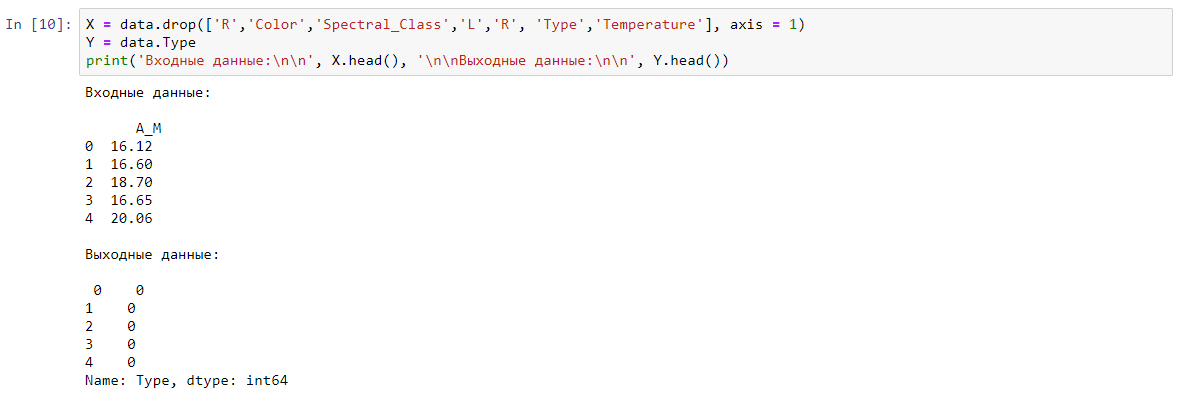 In [10]: X = data.drop(['R','Color','Spectral_Class','L','R', 'Type','Temperature'], axis = 1)
Y = data.Type
print('Входные данные:\n\n', X.head(), '\n\nВыходные данные:\n\n', Y.head())
Входные данные:
A_M
0 16.12
1 16.60
2 18.70
3 16.65
4 20.06
Выходные данные:
0 0
1 0
2 0
3 0
4 0
Name: Type, dtype: int64